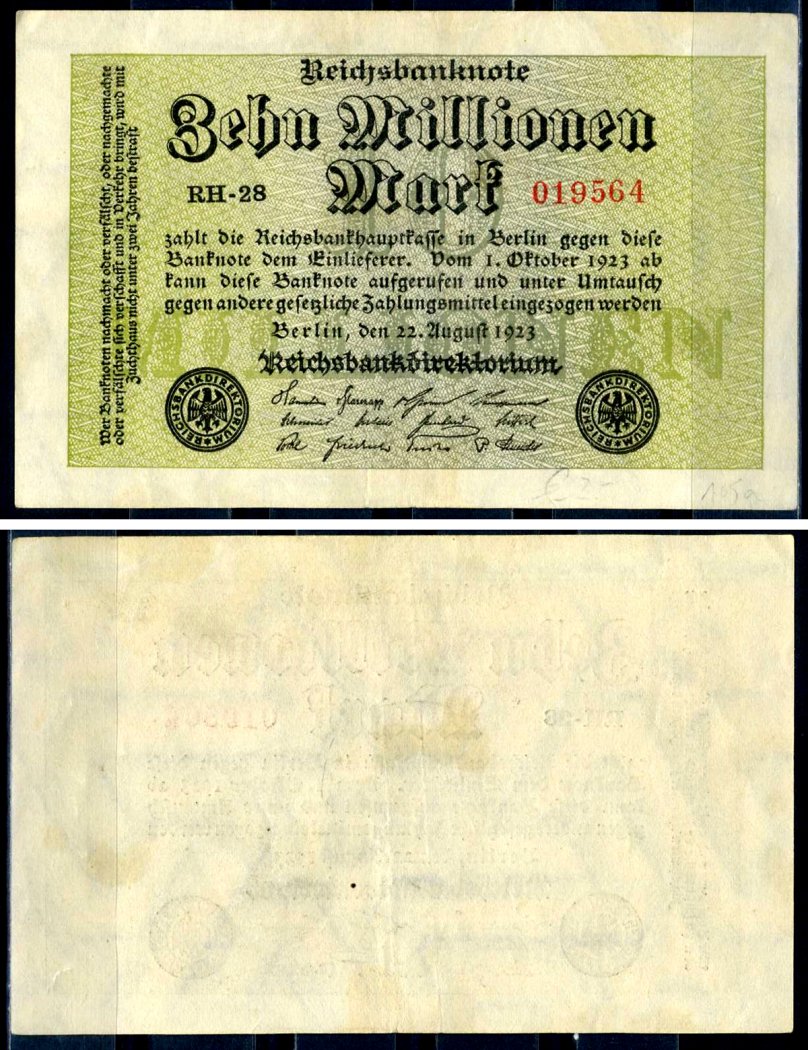 Reichsbanknote
Zehn Millionen
Mark
RH-28
019564
zahlt die Reichsbankhauptkasse in Berlin gegen diese
Banknote dem Einlieferer. Vom 1. Oktober 1923 ab
kann diese Banknote aufgerufen und unter Umtausch
gegen andere gesetzliche Zahlungsmittel eingezogen werden
Berlin, den 22. August 1923
Reichsbankdirektorium
Wer Banknoten nachmacht oder verfälscht, oder nachgemachte
oder verfälschte sich verschafft und in Verkehr bringt, wird mit
Zuchthaus nicht unter zwei Jahren bestraft
REICHSBANKDIREKTORIUM
REICHSBANKDIREKTORIUM